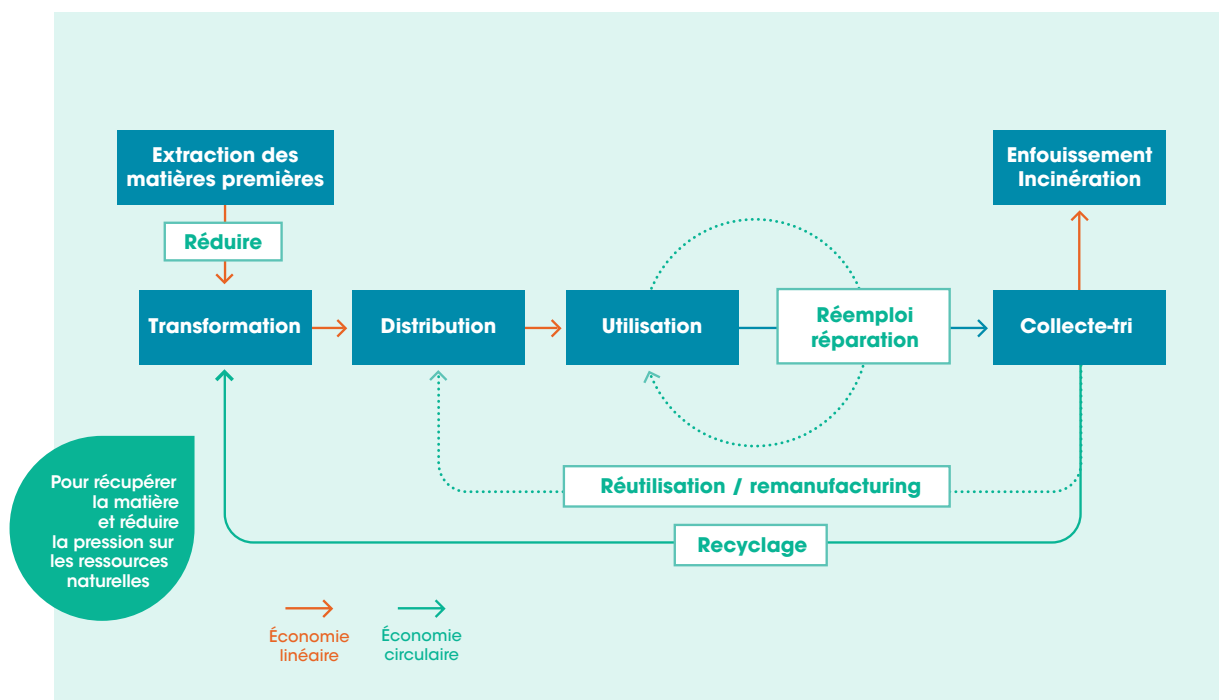 Extraction des
matières premières
Enfouissement
Incinération
Réduire
Transformation
Distribution
Utilisation
Réemploi
réparation
Collecte-tri
Pour récupérer
la matière
et réduire
la pression sur
les ressources
naturelles
Réutilisation / remanufacturing
Recyclage
Économie
linéaire
Économie
circulaire